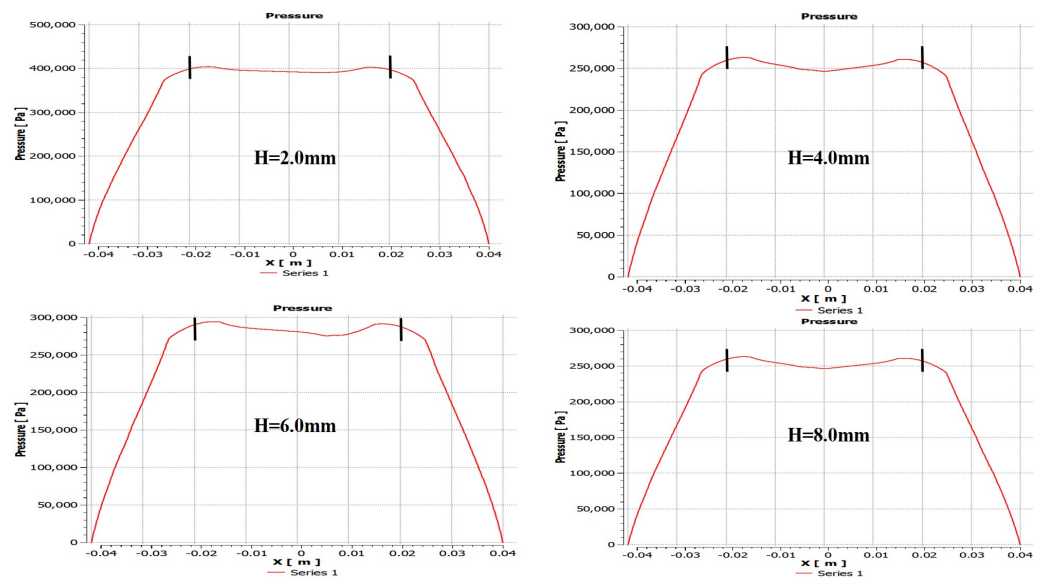 Pressure
500,000
400,000
300,000
200,000
100,000
0
Pressure [ Pa ]
H=2.0mm
-0.04 -0.03 -0.02 -0.01 0 0.01 0.02 0.03 0.04
X [ m ]
Series 1
Pressure
300,000
250,000
200,000
150,000
100,000
50,000
0
Pressure [ Pa ]
H=4.0mm
-0.04 -0.03 -0.02 -0.01 0 0.01 0.02 0.03 0.04
X [ m ]
Series 1
Pressure
300,000
250,000
200,000
150,000
100,000
50,000
0
Pressure [ Pa ]
H=6.0mm
-0.04 -0.03 -0.02 -0.01 0 0.01 0.02 0.03 0.04
X [ m ]
Series 1
Pressure
300,000
250,000
200,000
150,000
100,000
50,000
0
Pressure [ Pa ]
H=8.0mm
-0.04 -0.03 -0.02 -0.01 0 0.01 0.02 0.03 0.04
X [ m ]
Series 1